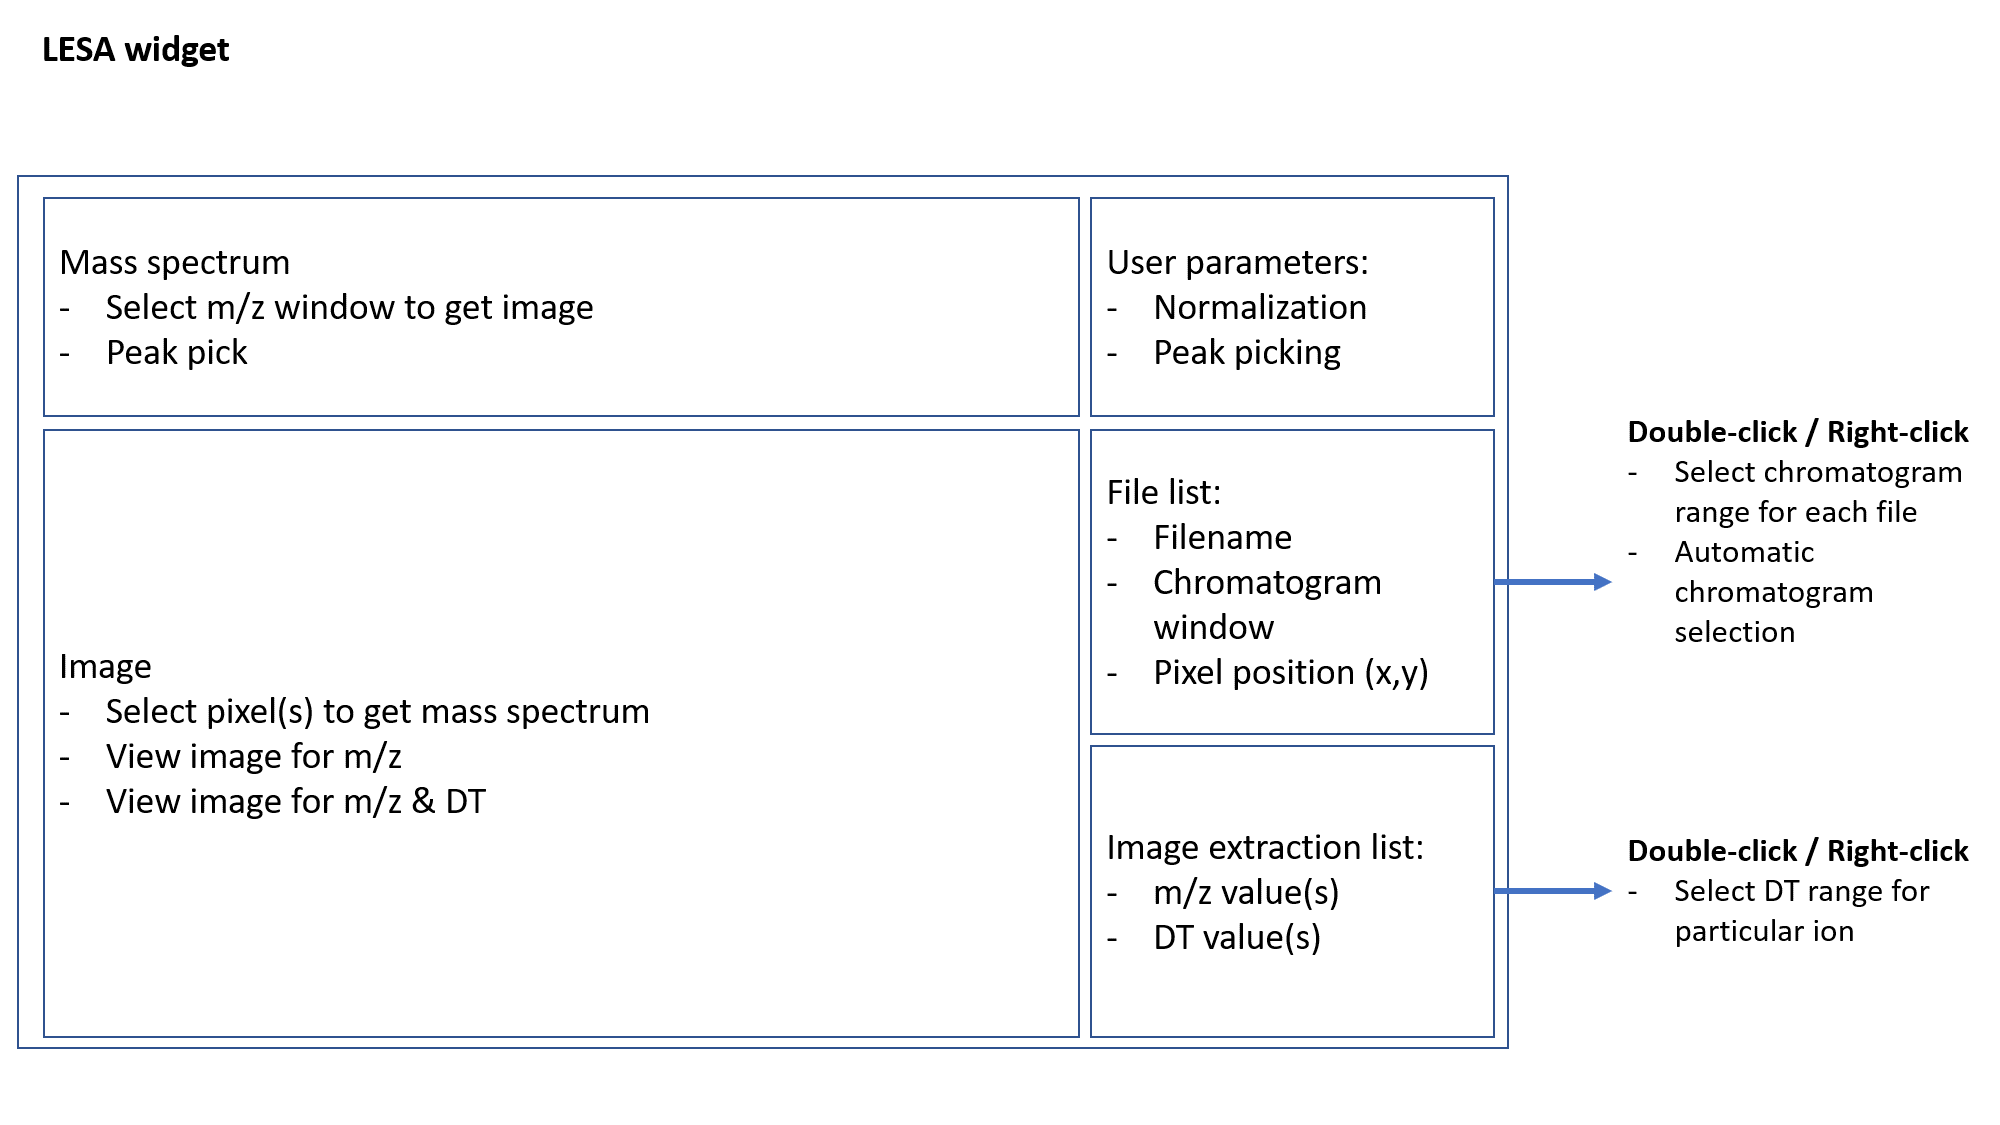 LESA widget
Mass spectrum
- Select m/z window to get image
- Peak pick
User parameters:
- Normalization
- Peak picking
Image
- Select pixel(s) to get mass spectrum
- View image for m/z
- View image for m/z & DT
File list:
- Filename
- Chromatogram
window
- Pixel position (x,y)
Double-click / Right-click
- Select chromatogram
range for each file
- Automatic
chromatogram
selection
Image extraction list:
- m/z value(s)
- DT value(s)
Double-click / Right-click
- Select DT range for
particular ion